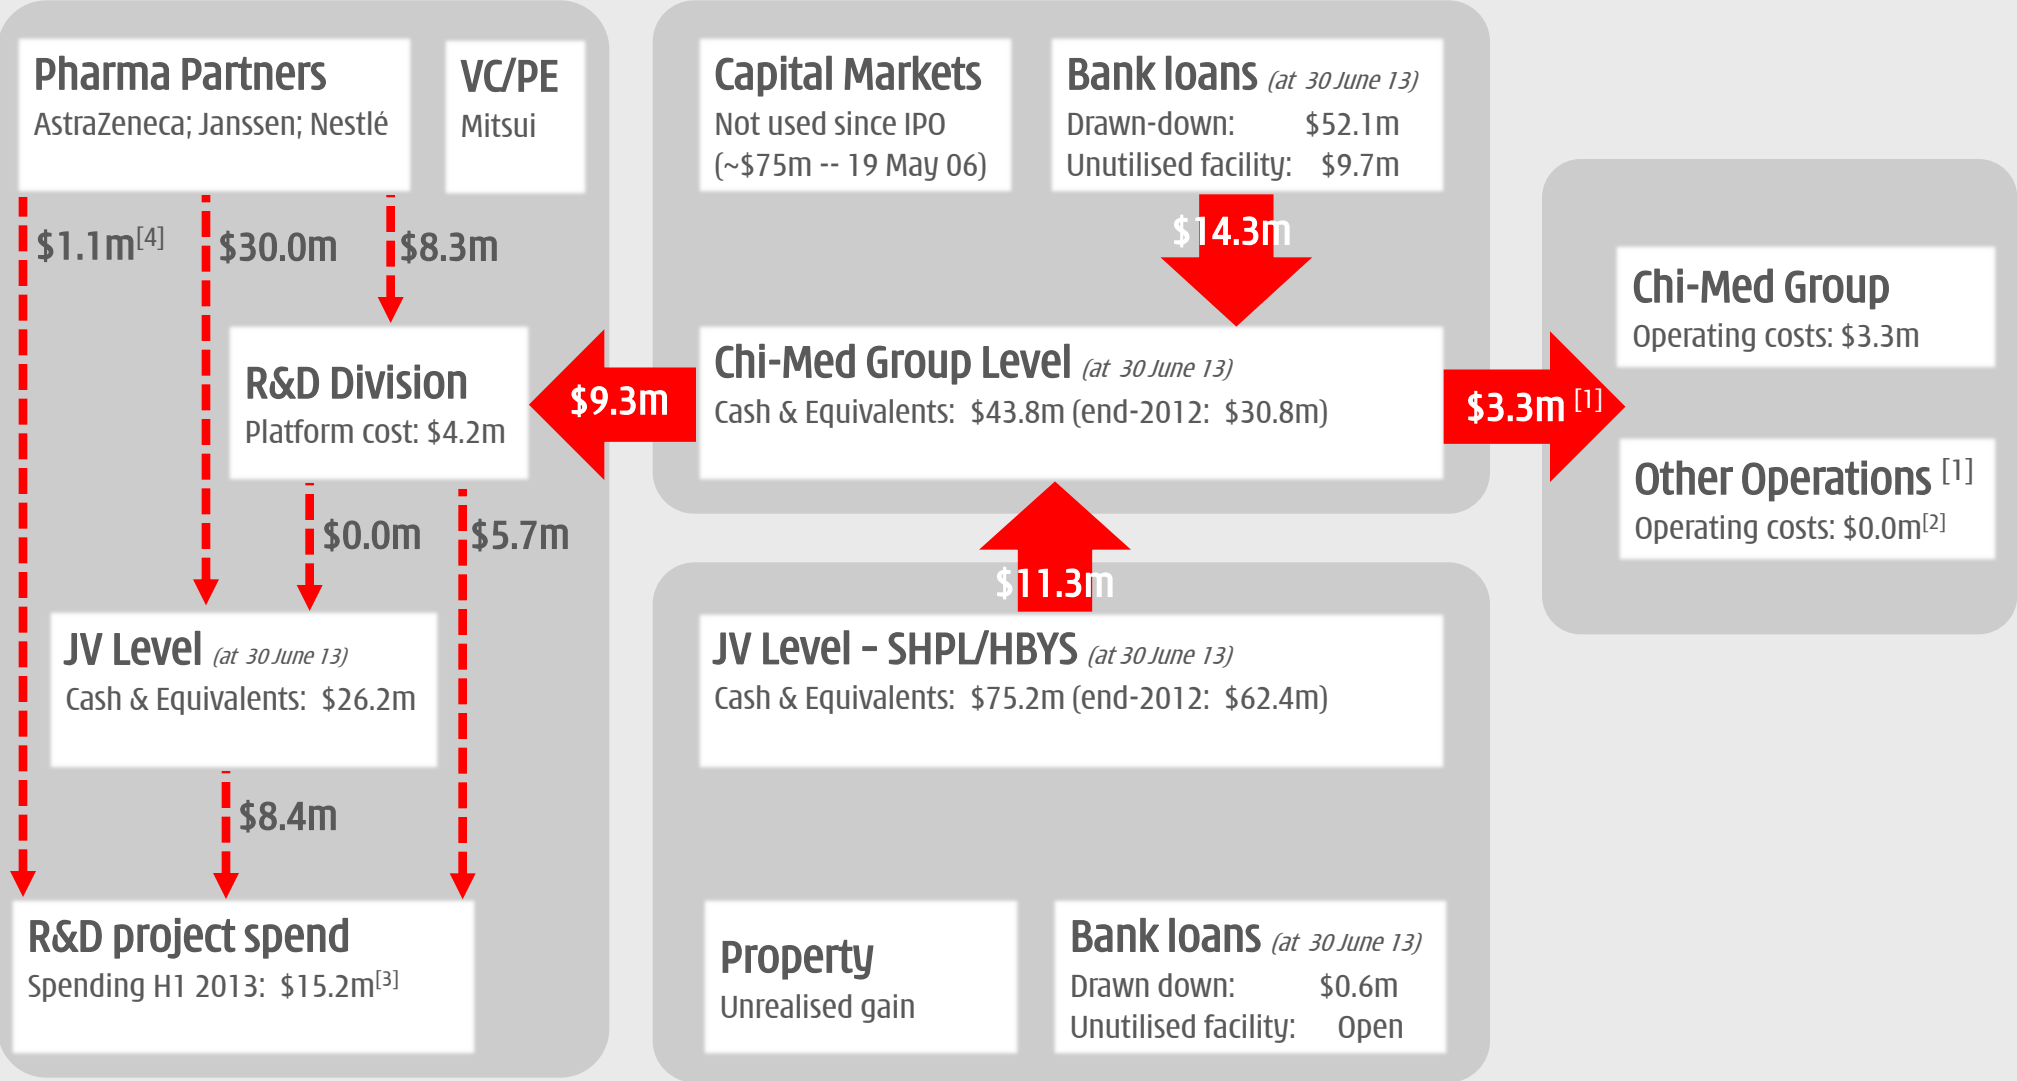 Pharma Partners
AstraZeneca; Janssen; Nestlé
VC/PE
Mitsui
$1.1m[4]
$30.0m
$8.3m
R&D Division
Platform cost: $4.2m
$0.0m
$5.7m
JV Level (at 30 June 13)
Cash & Equivalents: $26.2m
$8.4m
R&D project spend
Spending H1 2013: $15.2m[3]
Capital Markets
Not used since IPO
(~$75m -- 19 May 06)
Bank loans (at 30 June 13)
Drawn-down: $52.1m
Unutilised facility: $9.7m
$14.3m
$9.3m
Chi-Med Group Level (at 30 June 13)
Cash & Equivalents: $43.8m (end-2012: $30.8m)
$3.3m [1]
$11.3m
JV Level – SHPL/HBYS (at 30 June 13)
Cash & Equivalents: $75.2m (end-2012: $62.4m)
Property
Unrealised gain
Bank loans (at 30 June 13)
Drawn down: $0.6m
Unutilised facility: Open
Chi-Med Group
Operating costs: $3.3m
Other Operations [1]
Operating costs: $0.0m[2]